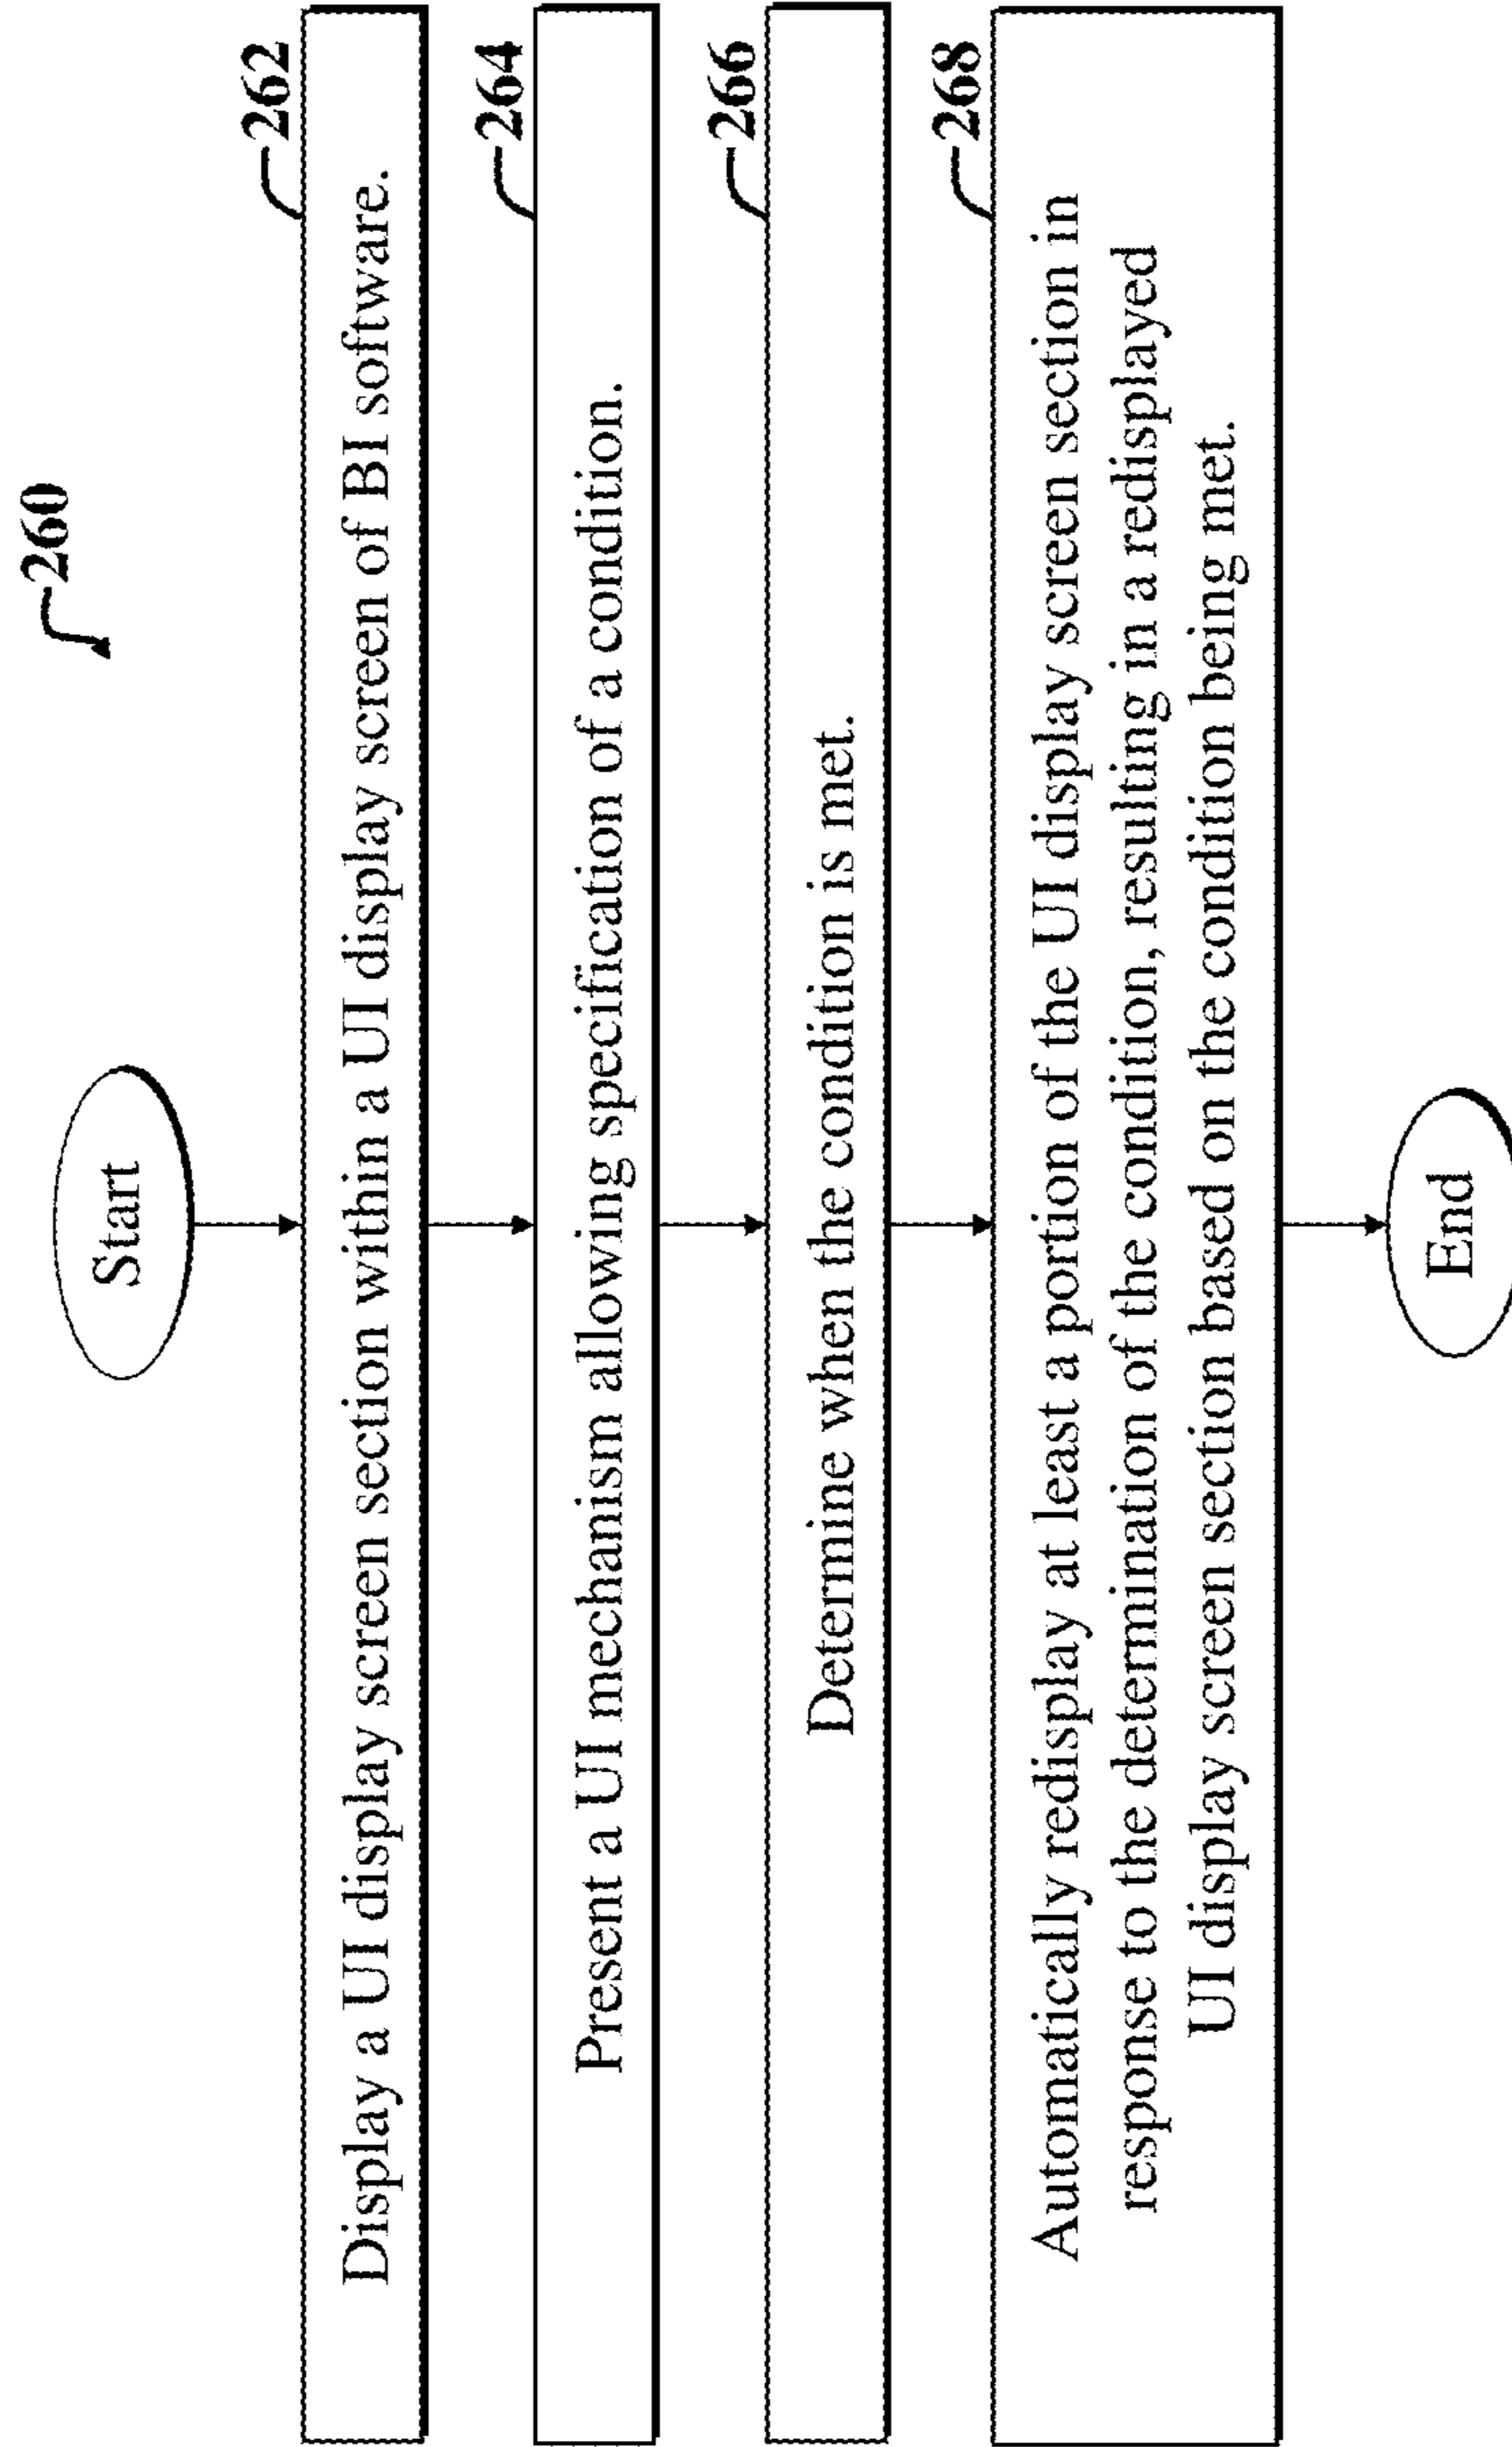 260
Start
262
Display a UI display screen section within a UI display screen of BI software.
264
Present a UI mechanism allowing specification of a condition.
266
Determine when the condition is met.
268
Automatically redisplay at least a portion of the UI display screen section in
response to the determination of the condition, resulting in a redisplayed
UI display screen section based on the condition being met.
End